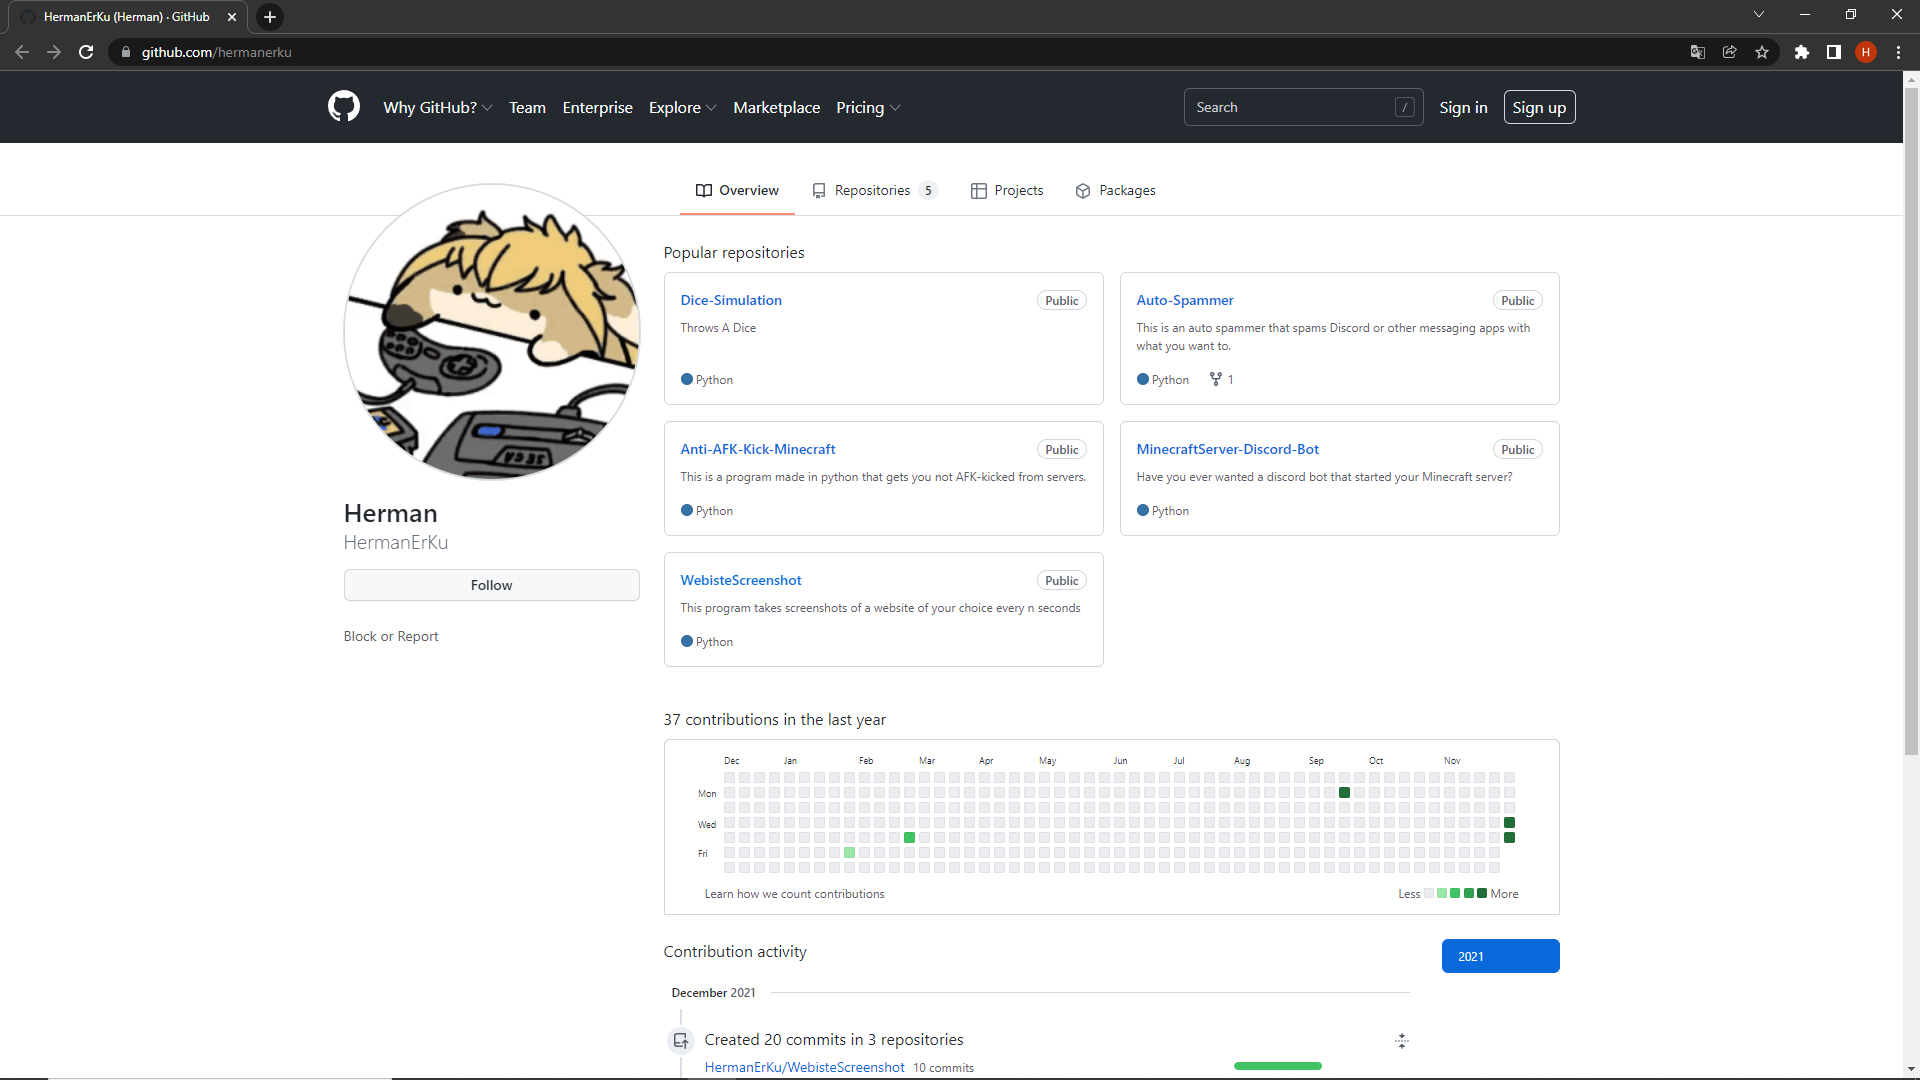 HermanErKu (Herman) · GitHub
github.com/hermanerku
H
Why GitHub? Team Enterprise Explore Marketplace Pricing
Search /
Sign in Sign up
Overview Repositories 5 Projects Packages
Popular repositories
Dice-Simulation Public
Throws A Dice
Python
Auto-Spammer Public
This is an auto spammer that spams Discord or other messaging apps with
what you want to.
Python 1
Anti-AFK-Kick-Minecraft Public
This is a program made in python that gets you not AFK-kicked from servers.
Python
MinecraftServer-Discord-Bot Public
Have you ever wanted a discord bot that started your Minecraft server?
Python
WebisteScreenshot Public
This program takes screenshots of a website of your choice every n seconds
Python
SEGA
Herman
HermanErKu
Follow
Block or Report
37 contributions in the last year
Dec Jan Feb Mar Apr May Jun Jul Aug Sep Oct Nov
Mon
Wed
Fri
Learn how we count contributions
Less More
Contribution activity
2021
December 2021
Created 20 commits in 3 repositories
HermanErKu/WebisteScreenshot 10 commits